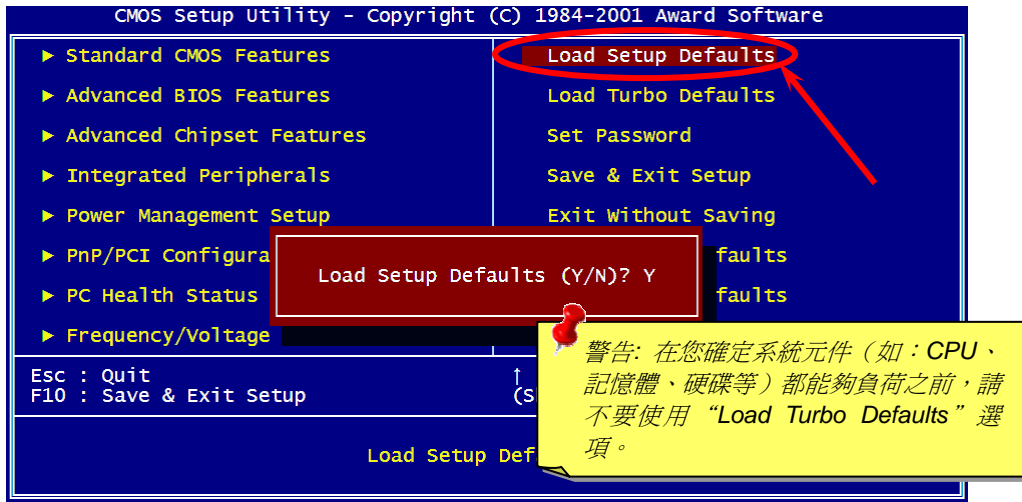 CMOS Setup Utility - Copyright (C) 1984-2001 Award Software
► Standard CMOS Features
► Advanced BIOS Features
► Advanced Chipset Features
► Integrated Peripherals
► Power Management Setup
► PnP/PCI Configura
► PC Health Status
► Frequency/Voltage
Load Setup Defaults
Load Turbo Defaults
Set Password
Save & Exit Setup
Exit Without Saving
faults
faults
Load Setup Defaults (Y/N)? Y
Esc : Quit
F10 : Save & Exit Setup
↑
(S
Load Setup Def
警告: 在您確定系統元件（如：CPU、
記憶體、硬碟等）都能夠負荷之前，請
不要使用 “Load Turbo Defaults” 選
項。